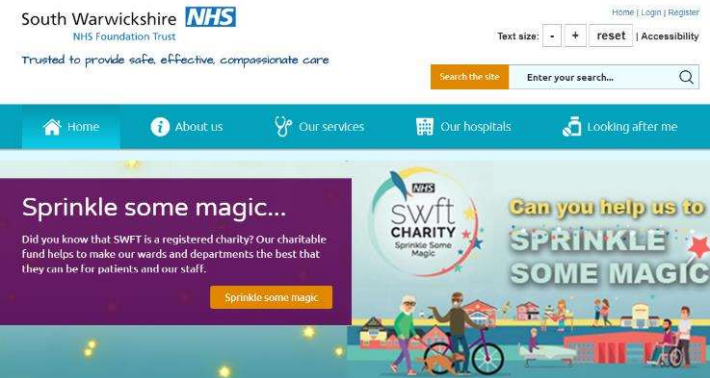 South Warwickshire NHS
NHS Foundation Trust
Trusted to provide safe, effective, compassionate care
Home | Login | Register
Text size: - + reset | Accessibility
Search the site Enter your search...
Home About us Our services Our hospitals Looking after me
Sprinkle some magic...
Did you know that SWFT is a registered charity? Our charitable
fund helps to make our wards and departments the best that
they can be for patients and our staff.
Sprinkle some magic
NHS
swft
CHARITY
Sprinkle Some
Magic
Can you help us to
SPRINKLE
SOME MAGIC